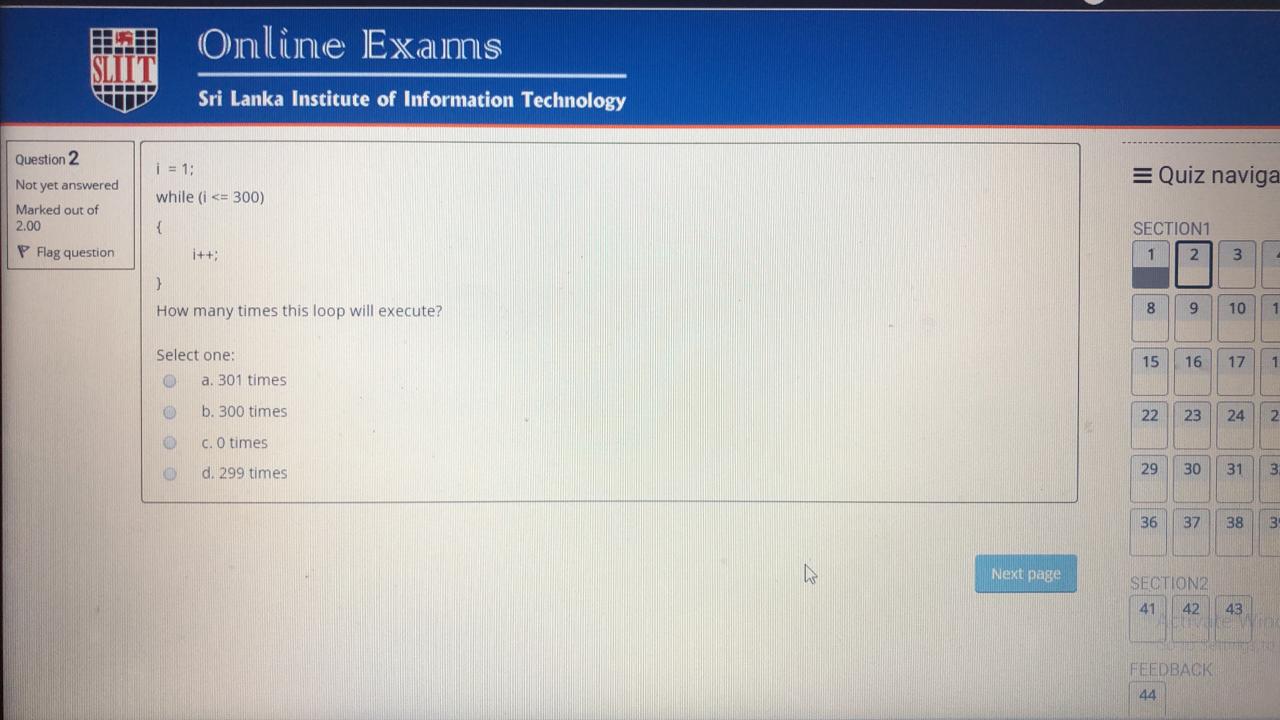 SLIIT
Online Exams
Sri Lanka Institute of Information Technology
Question 2
Not yet answered
Marked out of
2.00
Flag question
i = 1;
while (i <= 300)
{
i++;
}
How many times this loop will execute?
Select one:
a. 301 times
b. 300 times
c. 0 times
d. 299 times
Next page
Quiz naviga
SECTION1
1 2 3
8 9 10 1
15 16 17 1
22 23 24 2
29 30 31 3
36 37 38 3
SECTION2
41 42 43
Activate Wind
Go to Settings to
FEEDBACK
44